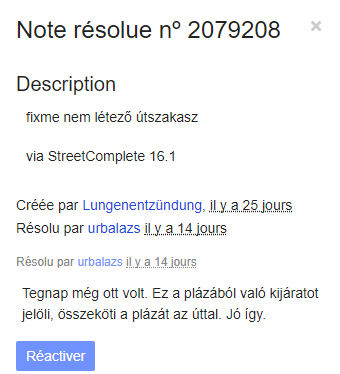 Note résolue nº 2079208
×
Description
fixme nem létező útszakasz
via StreetComplete 16.1
Créée par Lungenentzündung, il y a 25 jours
Résolu par urbalazs il y a 14 jours
Résolu par urbalazs il y a 14 jours
Tegnap még ott volt. Ez a plázából való kijáratot
jelöli, összeköti a plázát az úttal. Jó így.
Réactiver